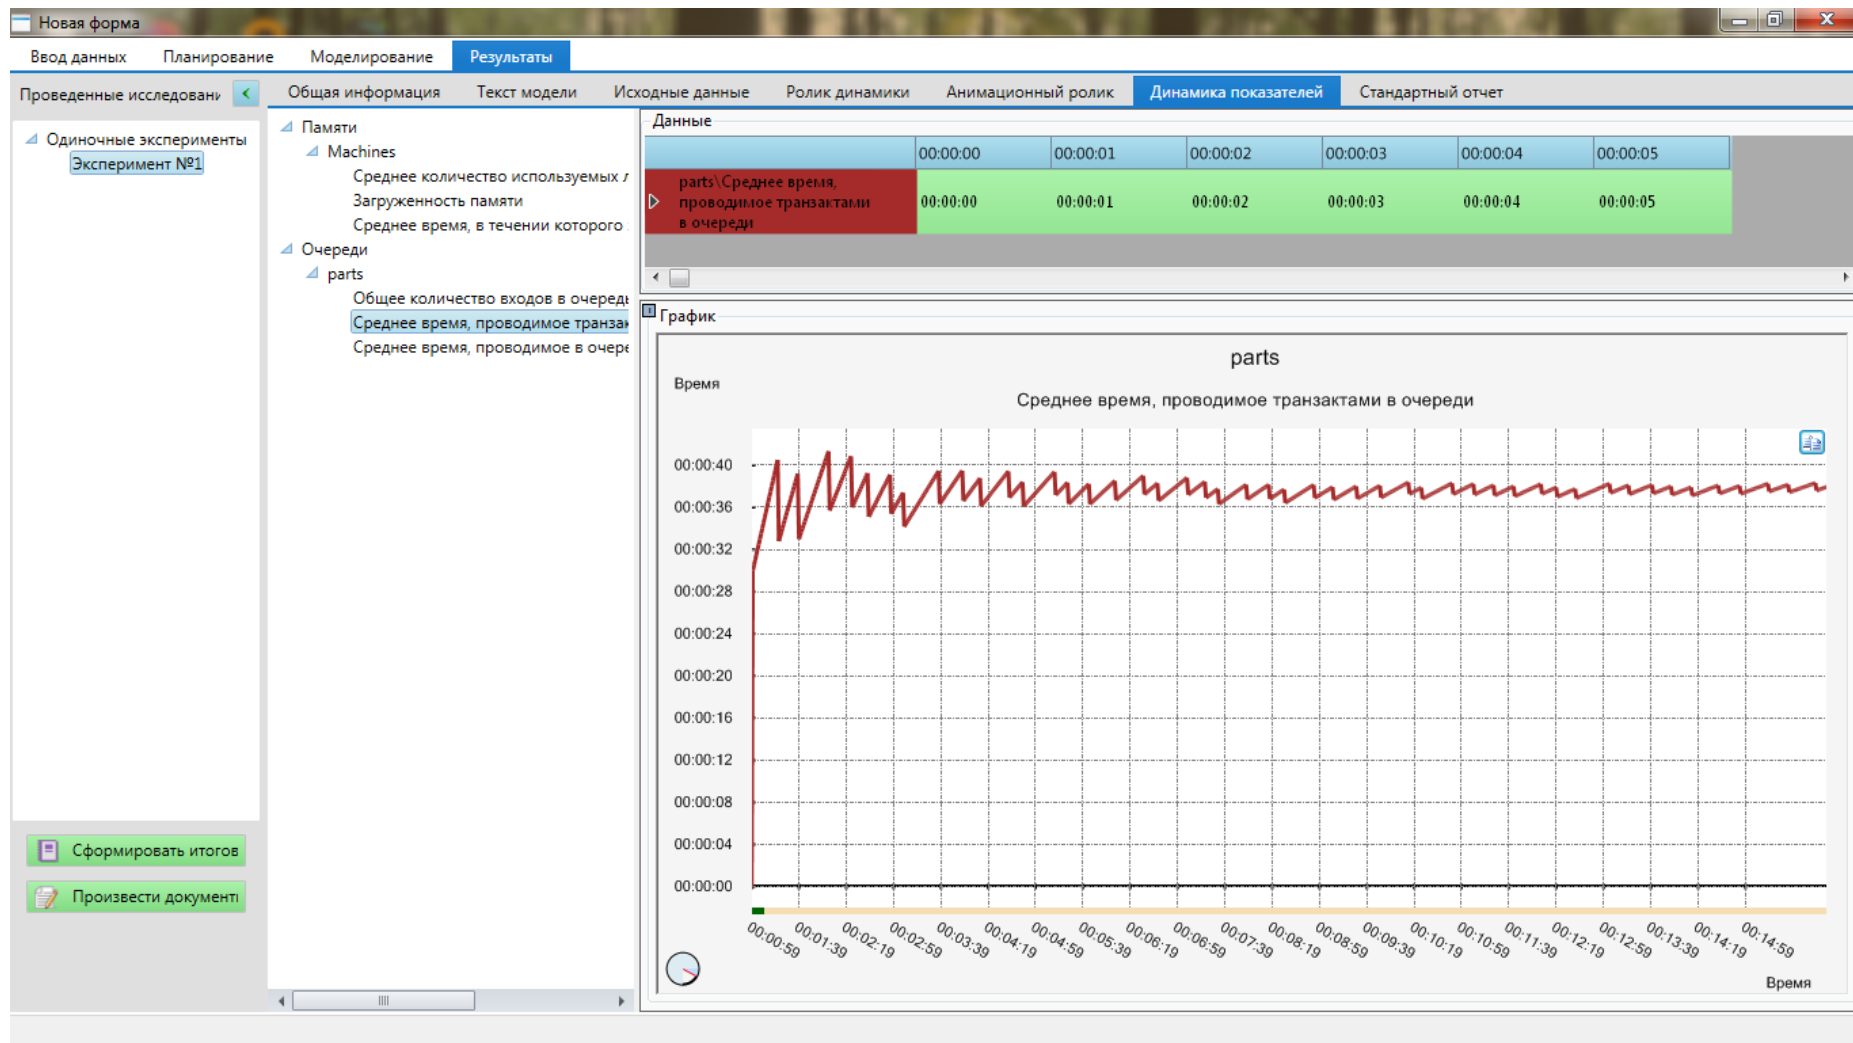 Новая форма
Ввод данных Планирование Моделирование Результаты
Проведенные исследовани
Общая информация Текст модели Исходные данные Ролик динамики Анимационный ролик Динамика показателей Стандартный отчет
Одиночные эксперименты
Эксперимент №1
Сформировать итогов
Произвести документ
Памяти
Machines
Среднее количество используемых л
Загруженность памяти
Среднее время, в течении которого
Очереди
parts
Общее количество входов в очередь
Среднее время, проводимое транзак
Среднее время, проводимое в очере
Данные
00:00:00 00:00:01 00:00:02 00:00:03 00:00:04 00:00:05
parts\Среднее время,
проводимое транзактами
в очереди
00:00:00 00:00:01 00:00:02 00:00:03 00:00:04 00:00:05
График
parts
Время
Среднее время, проводимое транзактами в очереди
00:00:40
00:00:36
00:00:32
00:00:28
00:00:24
00:00:20
00:00:16
00:00:12
00:00:08
00:00:04
00:00:00
00:00:59 00:01:39 00:02:19 00:02:59 00:03:39 00:04:19 00:04:59 00:05:39 00:06:19 00:06:59 00:07:39 00:08:19 00:08:59 00:09:39 00:10:19 00:10:59 00:11:39 00:12:19 00:12:59 00:13:39 00:14:19 00:14:59
Время